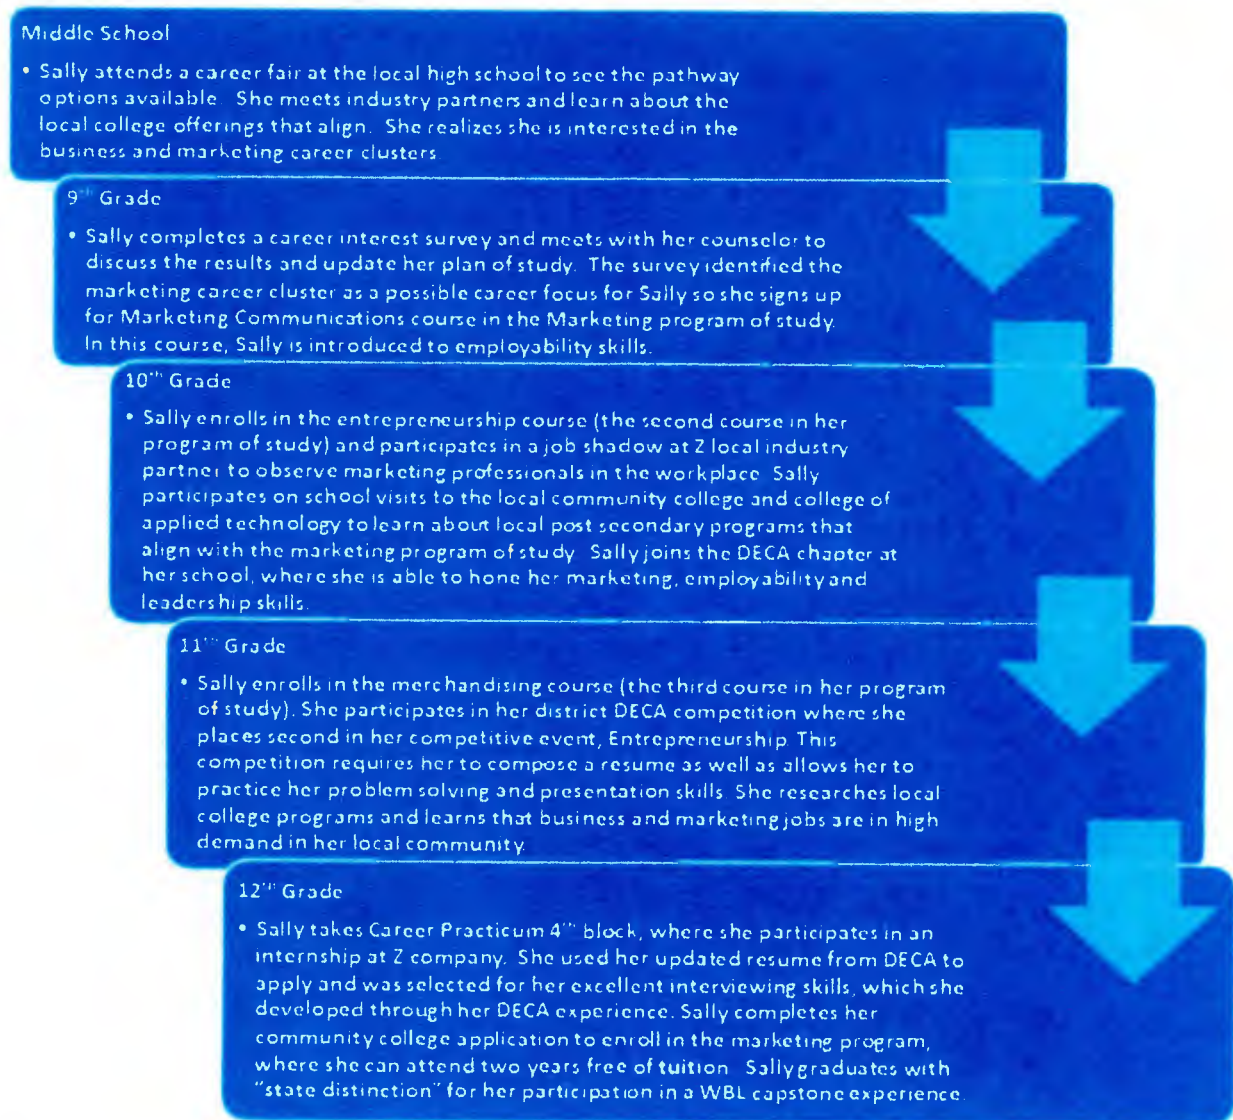 Middle School
• Sally attends a career fair at the local high school to see the pathway
options available. She meets industry partners and learn about the
local college offerings that align. She realizes she is interested in the
business and marketing career clusters.
9th Grade
• Sally completes a career interest survey and meets with her counselor to
discuss the results and update her plan of study. The survey identified the
marketing career cluster as a possible career focus for Sally so she signs up
for Marketing Communications course in the Marketing program of study.
In this course, Sally is introduced to employability skills.
10th Grade
• Sally enrolls in the entrepreneurship course (the second course in her
program of study) and participates in a job shadow at Z local industry
partner to observe marketing professionals in the workplace. Sally
participates on school visits to the local community college and college of
applied technology to learn about local post secondary programs that
align with the marketing program of study. Sally joins the DECA chapter at
her school, where she is able to hone her marketing, employability and
leadership skills.
11th Grade
• Sally enrolls in the merchandising course (the third course in her program
of study). She participates in her district DECA competition where she
places second in her competitive event, Entrepreneurship. This
competition requires her to compose a resume as well as allows her to
practice her problem solving and presentation skills. She researches local
college programs and learns that business and marketing jobs are in high
demand in her local community.
12th Grade
• Sally takes Career Practicum 4th block, where she participates in an
internship at Z company. She used her updated resume from DECA to
apply and was selected for her excellent interviewing skills, which she
developed through her DECA experience. Sally completes her
community college application to enroll in the marketing program,
where she can attend two years free of tuition. Sally graduates with
"state distinction" for her participation in a WBL capstone experience.